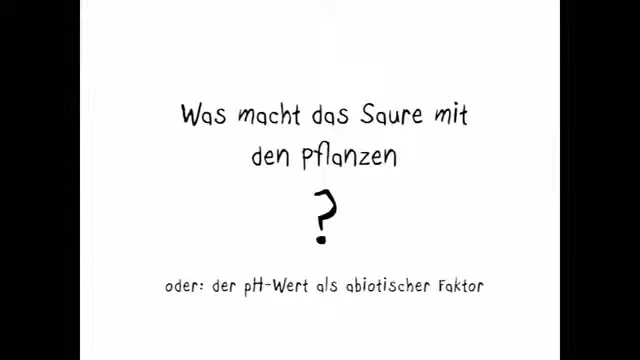 Was macht das Saure mit
den pflanzen
?
oder: der pH-Wert als abiotischer Faktor